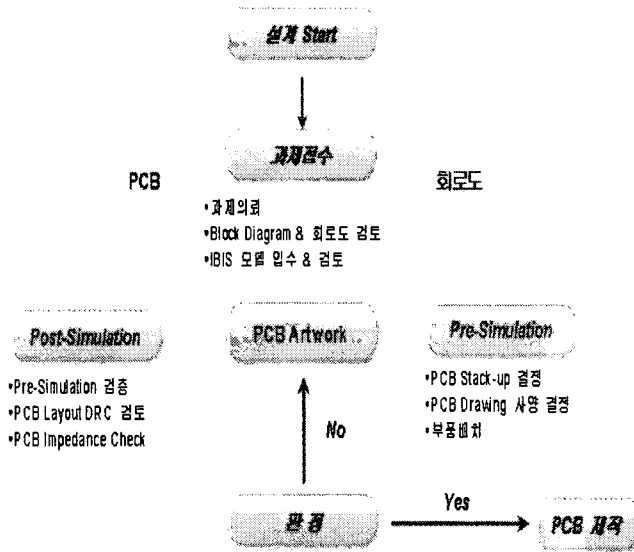 설계 Start
과제접수
PCB
회로도
•과제의뢰
•Block Diagram & 회로도 검토
•IBIS 모델 입수 & 검토
Post-Simulation
PCB Artwork
Pre-Simulation
•Pre-Simulation 검증
•PCB Layout DRC 검토
•PCB Impedance Check
•PCB Stack-up 결정
•PCB Drawing 사양 결정
•부품배치
No
Yes
판정
PCB 제작